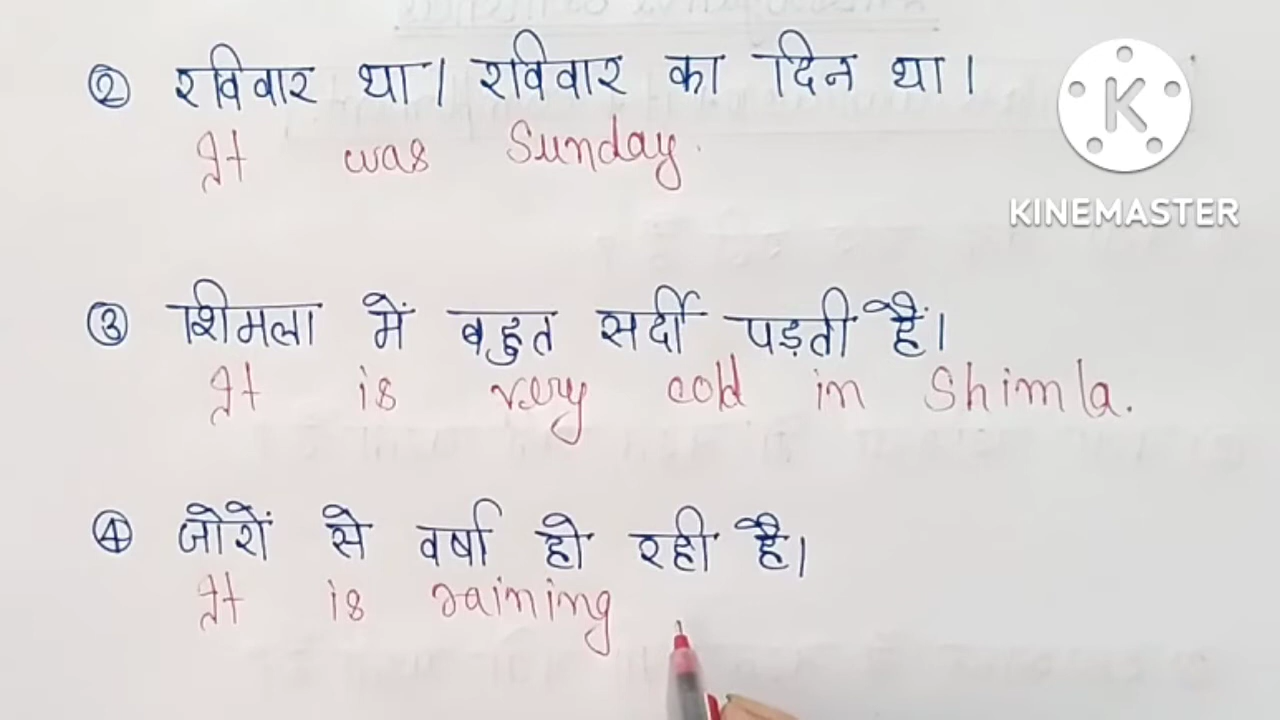 ② रविवार था। रविवार का दिन था।
It was Sunday.
KINEMASTER
③ शिमला में बहुत सर्दी पड़ती हैं।
It is very cold in Shimla.
④ जोरों से वर्षा हो रही है।
It is raining